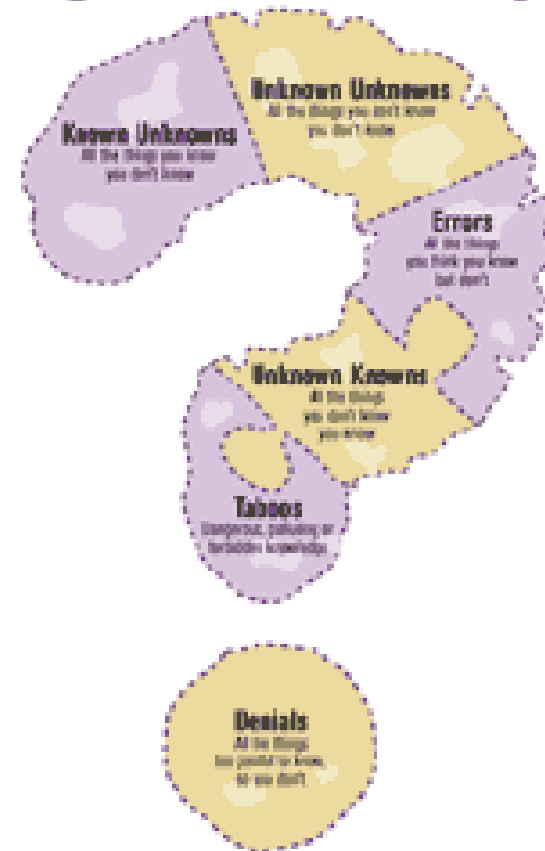 Known Unknowns
All the things you know
you don't know
Unknown Unknowns
All the things you don't know
you don't know
Errors
All the things
you think you know
but don't
Unknown Knowns
All the things
you don't know
you know
Taboos
Dangerous, polluting or
forbidden knowledge
Denials
All the things
too painful to know,
so you don't